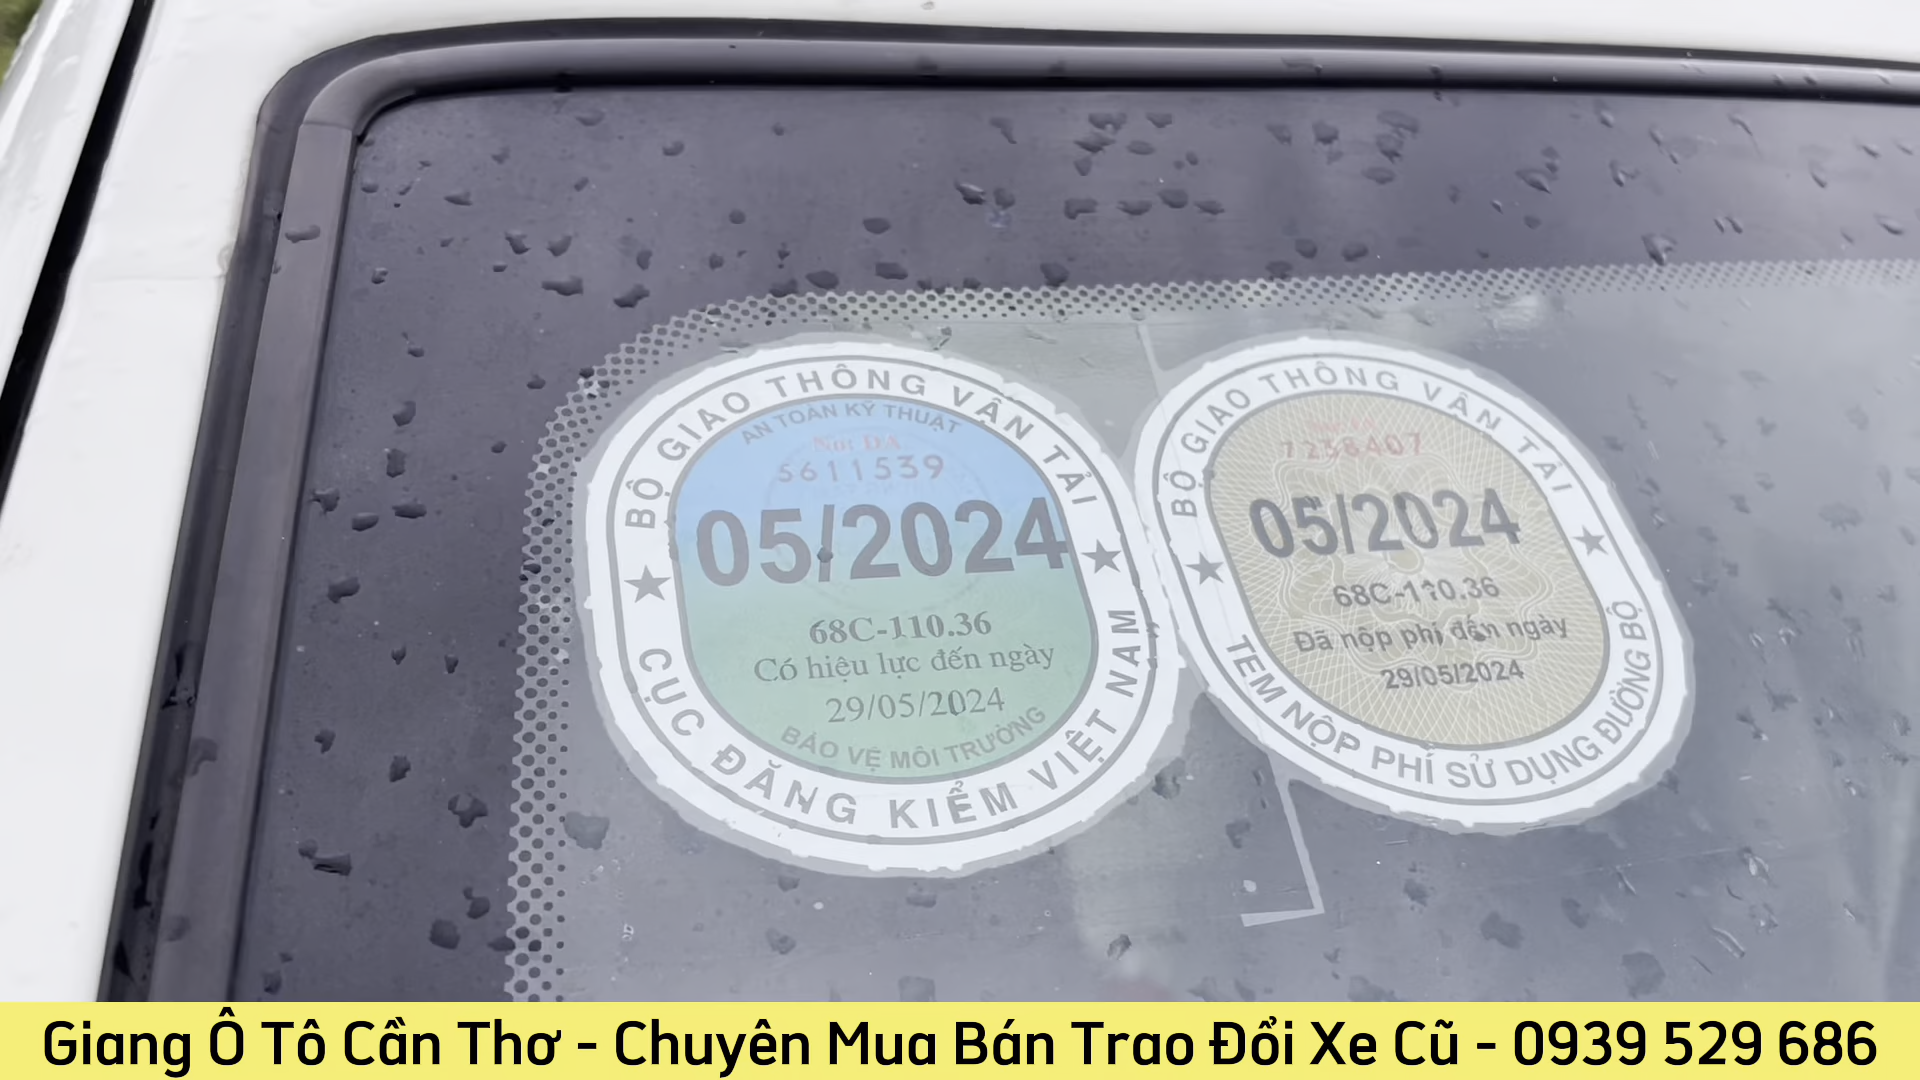 BỘ GIAO THÔNG VẬN TẢI
AN TOÀN KỸ THUẬT
5611539
05/2024
68C-110.36
Có hiệu lực đến ngày
29/05/2024
BẢO VỆ MÔI TRƯỜNG
CỤC ĐĂNG KIỂM VIỆT NAM
BỘ GIAO THÔNG VẬN TẢI
7238407
05/2024
68C-110.36
Đã nộp phí đến ngày
29/05/2024
TEM NỘP PHÍ SỬ DỤNG ĐƯỜNG BỘ
Giang Ô Tô Cần Thơ - Chuyên Mua Bán Trao Đổi Xe Cũ - 0939 529 686